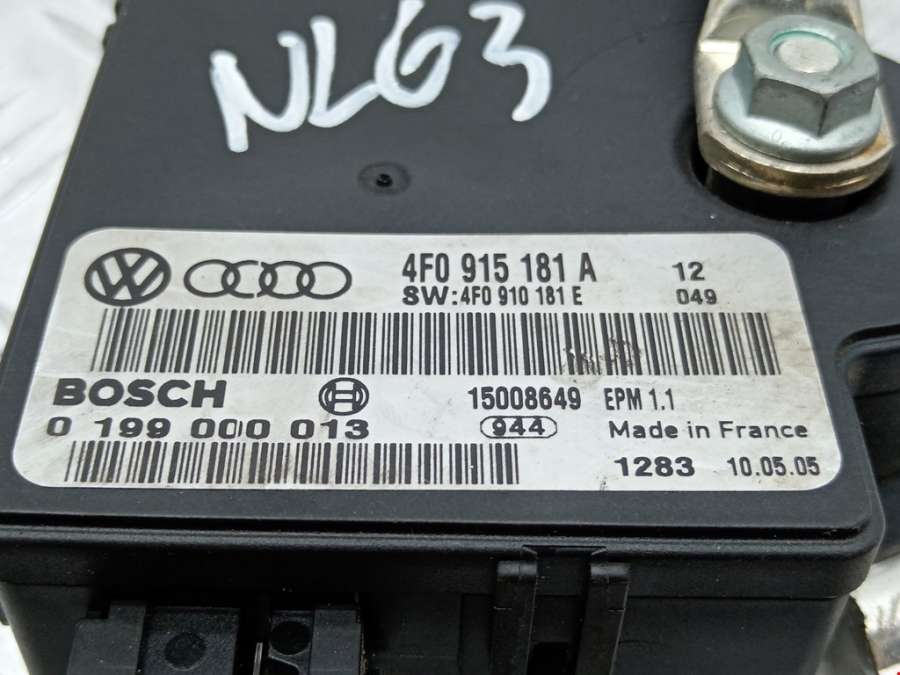 NLG3
4F0 915 181 A 12
SW:4F0 910 181 E 049
BOSCH 15008649 EPM 1.1
0 199 000 013 944 Made in France
1283 10.05.05